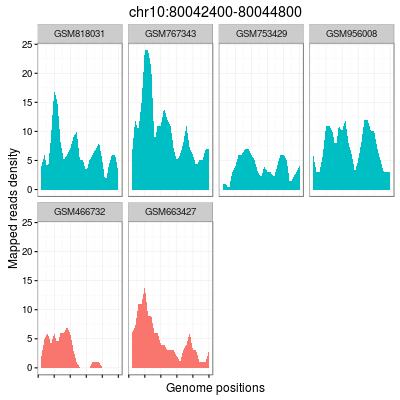 chr10:80042400-80044800
GSM818031 GSM767343 GSM753429 GSM956008
25
20
15
10
5
0
GSM466732 GSM663427
25
20
15
10
5
0
Mapped reads density
Genome positions